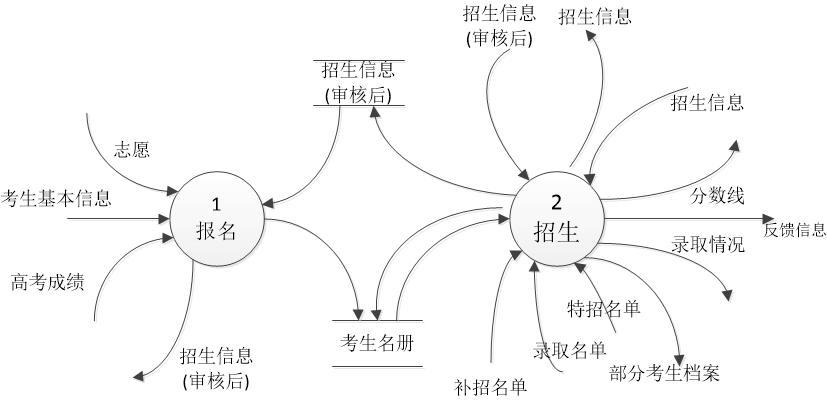 招生信息
(审核后)
招生信息
招生信息
(审核后)
招生信息
志愿
考生基本信息
1
报名
2
招生
分数线
反馈信息
录取情况
高考成绩
特招名单
考生名册
录取名单
招生信息
(审核后)
补招名单
部分考生档案